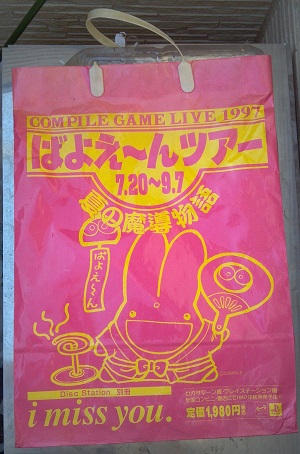 COMPILE GAME LIVE 1997
ばよえ〜んツアー
7.20〜9.7
真夏の魔導物語
ばよえ〜ん
Disc Station 別冊
i miss you.
定価1,980円